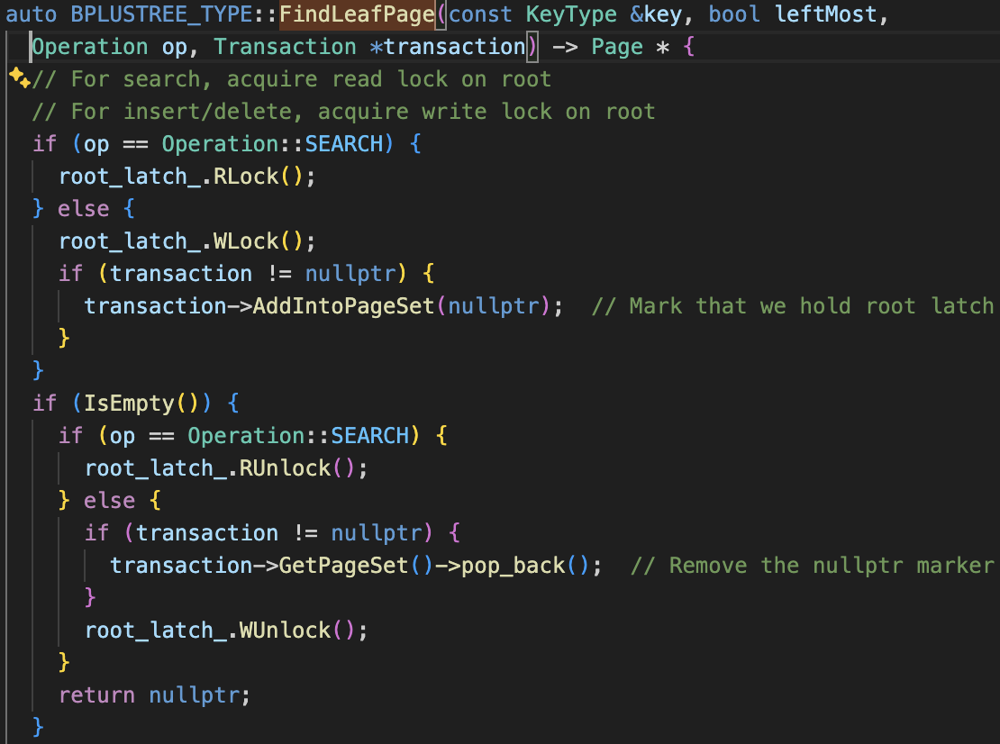 auto BPLUSTREE_TYPE::FindLeafPage(const KeyType &key, bool leftMost,
Operation op, Transaction *transaction) -> Page * {
// For search, acquire read lock on root
// For insert/delete, acquire write lock on root
if (op == Operation::SEARCH) {
root_latch_.RLock();
} else {
root_latch_.WLock();
if (transaction != nullptr) {
transaction->AddIntoPageSet(nullptr);  // Mark that we hold root latch
}
}
if (IsEmpty()) {
if (op == Operation::SEARCH) {
root_latch_.RUnlock();
} else {
if (transaction != nullptr) {
transaction->GetPageSet()->pop_back();  // Remove the nullptr marker
}
root_latch_.WUnlock();
}
return nullptr;
}